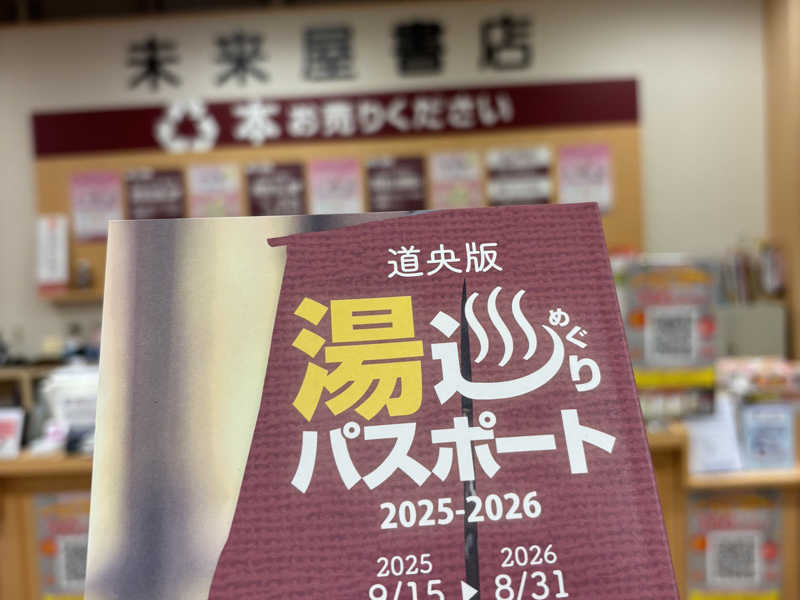 未来屋書店
本お売りください
道央版
湯巡り
めぐ
パスポート
2025-2026
2025 2026
9/15 ▶ 8/31